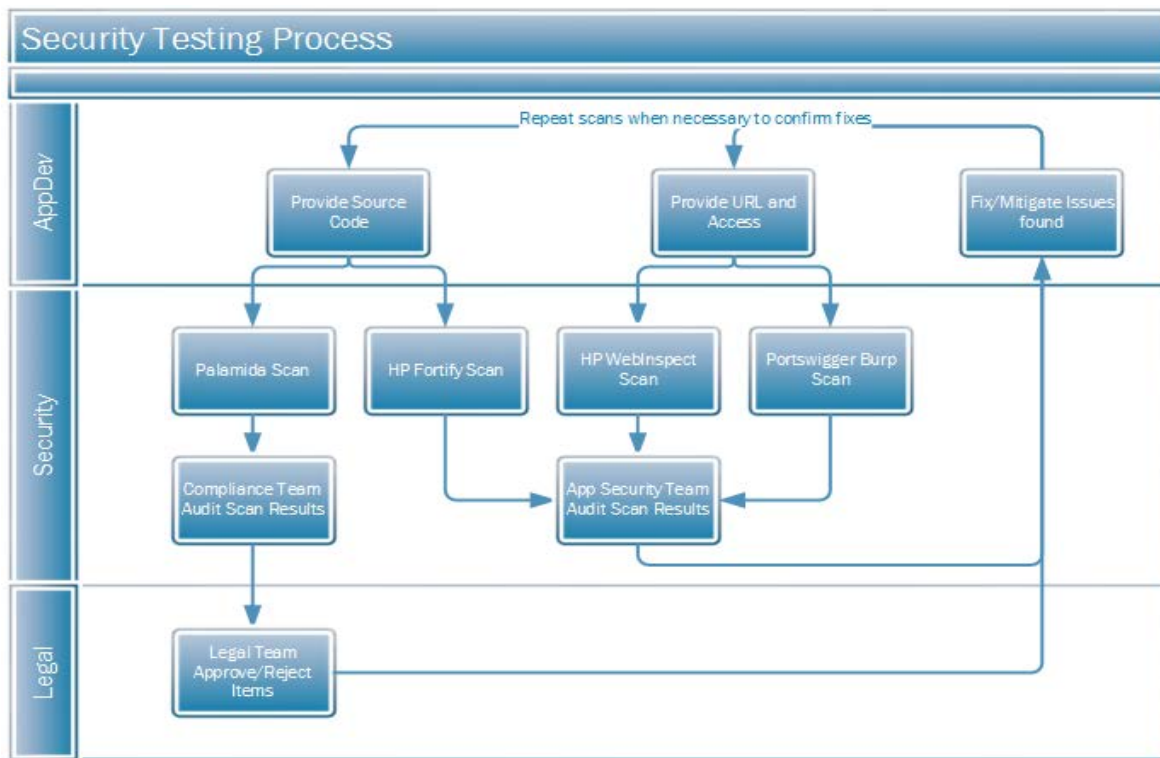 Security Testing Process
AppDev
Repeat scans when necessary to confirm fixes
Provide Source
Code
Provide URL and
Access
Fix/Mitigate Issues
found
Security
Palamida Scan
HP Fortify Scan
HP WebInspect
Scan
Portswigger Burp
Scan
Compliance Team
Audit Scan Results
App Security Team
Audit Scan Results
Legal
Legal Team
Approve/Reject
Items